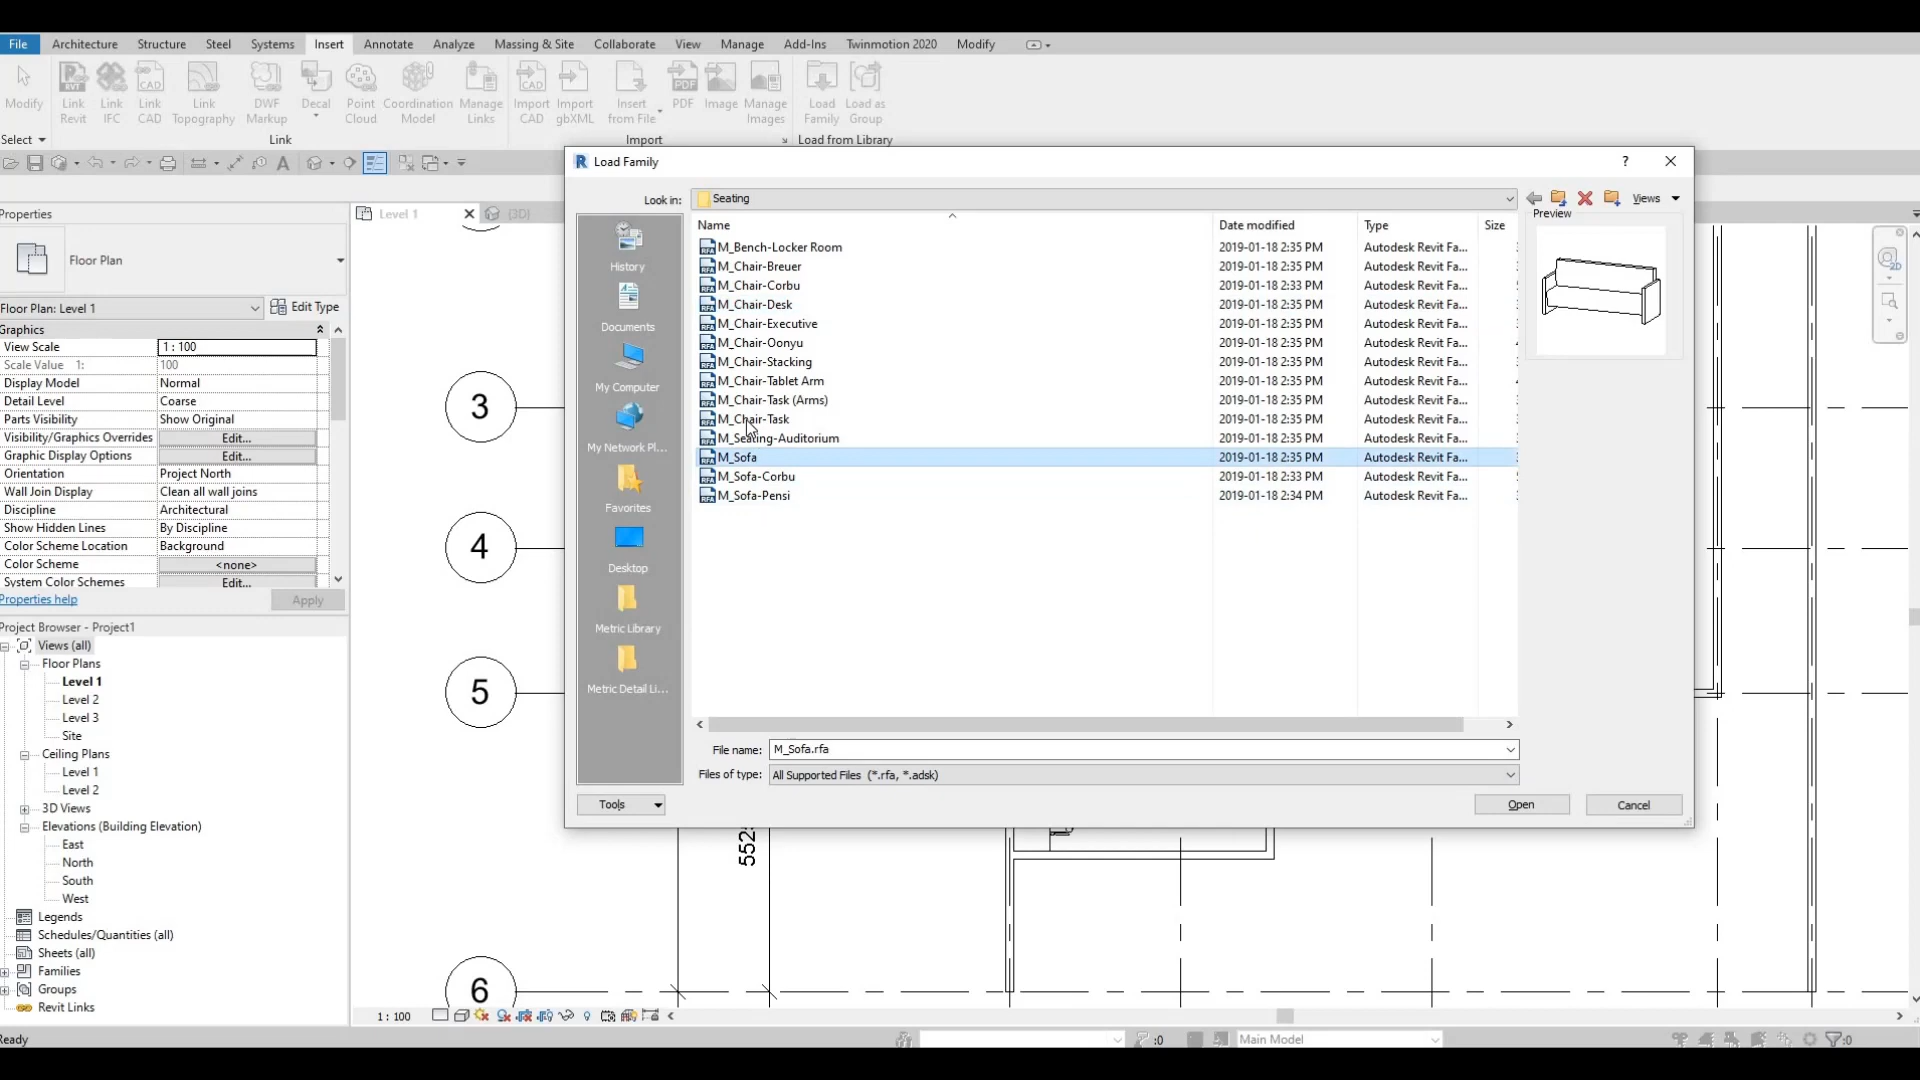 File Architecture Structure Steel Systems Insert Annotate Analyze Massing & Site Collaborate View Manage Add-Ins Twinmotion 2020 Modify
Modify
Link Revit
Link IFC
Link CAD
Link Topography
DWF Markup
Decal
Point Cloud
Coordination Model
Manage Links
Import CAD
Import gbXML
Insert from File
PDF
Image
Manage Images
Load Family
Load as Group
Select
Link
Import
Load from Library
Properties
Floor Plan
Floor Plan: Level 1
Edit Type
Graphics
View Scale 1 : 100
Scale Value 1: 100
Display Model Normal
Detail Level Coarse
Parts Visibility Show Original
Visibility/Graphics Overrides Edit...
Graphic Display Options Edit...
Orientation Project North
Wall Join Display Clean all wall joins
Discipline Architectural
Show Hidden Lines By Discipline
Color Scheme Location Background
Color Scheme <none>
System Color Schemes Edit...
Properties help
Apply
Project Browser - Project1
Views (all)
Floor Plans
Level 1
Level 2
Level 3
Site
Ceiling Plans
Level 1
Level 2
3D Views
Elevations (Building Elevation)
East
North
South
West
Legends
Schedules/Quantities (all)
Sheets (all)
Families
Groups
Revit Links
Level 1
{3D}
3
4
5
6
Load Family
Look in: Seating
Views
History
Documents
My Computer
My Network Pl...
Favorites
Desktop
Metric Library
Metric Detail Li...
Name Date modified Type Size
M_Bench-Locker Room 2019-01-18 2:35 PM Autodesk Revit Fa...
M_Chair-Breuer 2019-01-18 2:35 PM Autodesk Revit Fa...
M_Chair-Corbu 2019-01-18 2:33 PM Autodesk Revit Fa...
M_Chair-Desk 2019-01-18 2:35 PM Autodesk Revit Fa...
M_Chair-Executive 2019-01-18 2:35 PM Autodesk Revit Fa...
M_Chair-Oonyu 2019-01-18 2:35 PM Autodesk Revit Fa...
M_Chair-Stacking 2019-01-18 2:35 PM Autodesk Revit Fa...
M_Chair-Tablet Arm 2019-01-18 2:35 PM Autodesk Revit Fa...
M_Chair-Task (Arms) 2019-01-18 2:35 PM Autodesk Revit Fa...
M_Chair-Task 2019-01-18 2:35 PM Autodesk Revit Fa...
M_Seating-Auditorium 2019-01-18 2:35 PM Autodesk Revit Fa...
M_Sofa 2019-01-18 2:35 PM Autodesk Revit Fa...
M_Sofa-Corbu 2019-01-18 2:33 PM Autodesk Revit Fa...
M_Sofa-Pensi 2019-01-18 2:34 PM Autodesk Revit Fa...
Preview
File name: M_Sofa.rfa
Files of type: All Supported Files (*.rfa, *.adsk)
Tools
Open
Cancel
1 : 100
Ready
:0
Main Model
:0